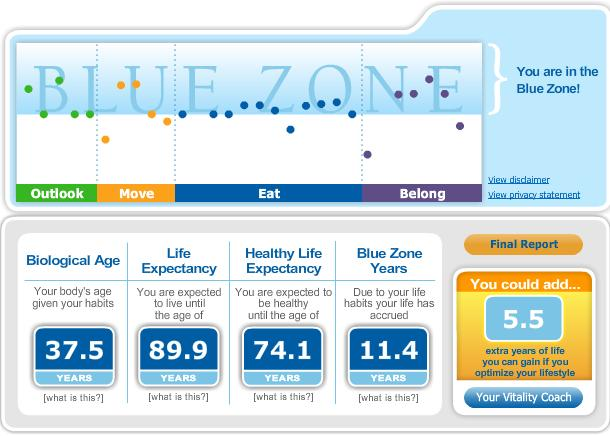 BLUE ZONE
You are in the
Blue Zone!
View disclaimer
View privacy statement
Outlook
Move
Eat
Belong
Biological Age
Your body's age
given your habits
37.5
YEARS
[what is this?]
Life
Expectancy
You are expected
to live until
the age of
89.9
YEARS
[what is this?]
Healthy Life
Expectancy
You are expected to
be healthy
until the age of
74.1
YEARS
[what is this?]
Blue Zone
Years
Due to your life
habits your life has
accrued
11.4
YEARS
[what is this?]
Final Report
You could add...
5.5
extra years of life
you can gain if you
optimize your lifestyle
Your Vitality Coach